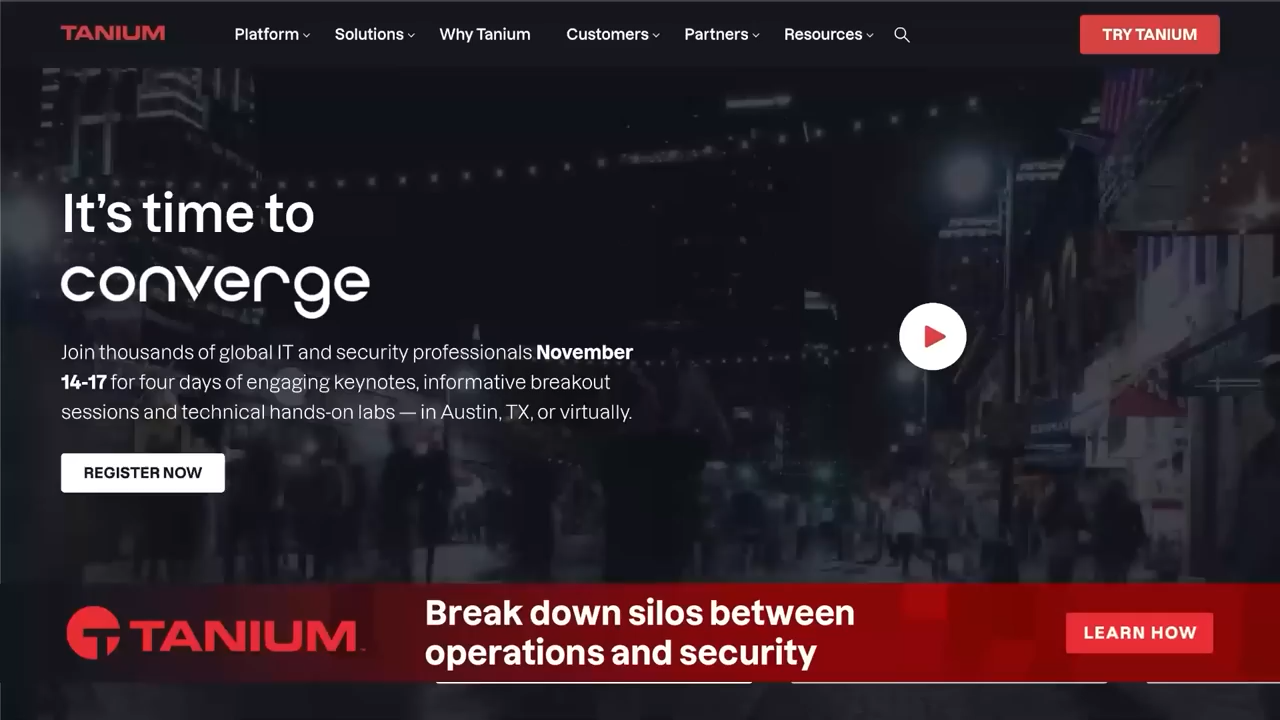 TANIUM
Platform
Solutions
Why Tanium
Customers
Partners
Resources
TRY TANIUM
It's time to
converge
Join thousands of global IT and security professionals November
14-17 for four days of engaging keynotes, informative breakout
sessions and technical hands-on labs — in Austin, TX, or virtually.
REGISTER NOW
TANIUM
Break down silos between
operations and security
LEARN HOW